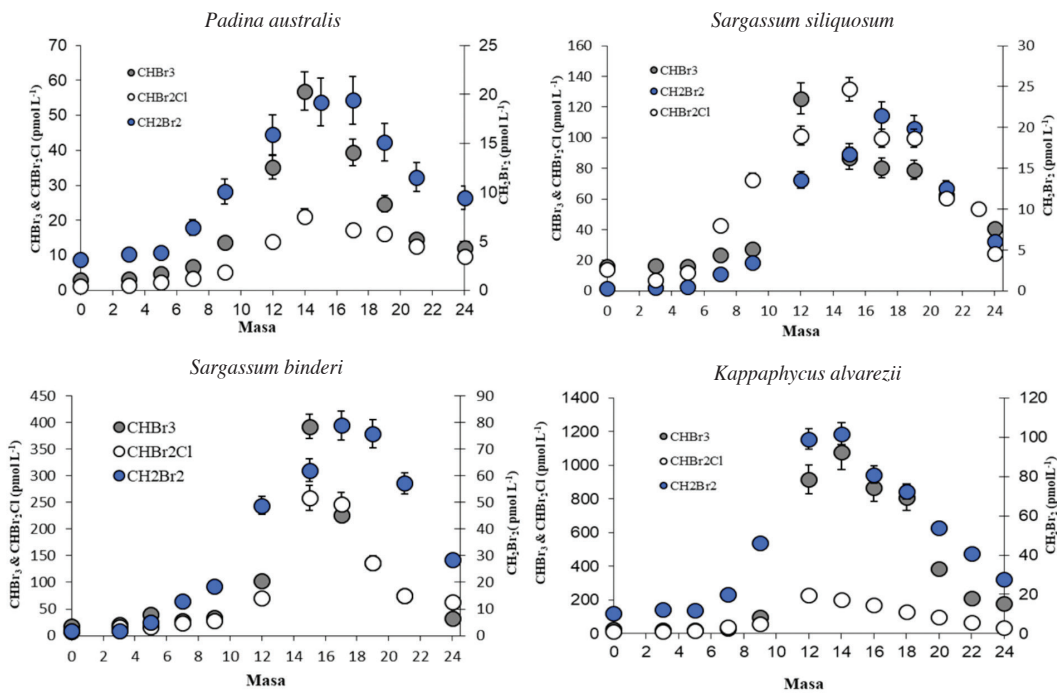 Padina australis
CHBr₃ & CHBr₂Cl (pmol L⁻¹)
70
60
50
40
30
20
10
0
CHBr3
CHBr2Cl
CH2Br2
25
20
15
10
5
0
CH₂Br₂ (pmol L⁻¹)
0 2 4 6 8 10 12 14 16 18 20 22 24
Masa
Sargassum siliquosum
CHBr₃ & CHBr₂Cl (pmol L⁻¹)
160
140
120
100
80
60
40
20
0
CHBr3
CH2Br2
CHBr2Cl
30
25
20
15
10
5
0
CH₂Br₂ (pmol L⁻¹)
0 2 4 6 8 10 12 14 16 18 20 22 24
Masa
Sargassum binderi
CHBr₃ & CHBr₂Cl (pmol L⁻¹)
450
400
350
300
250
200
150
100
50
0
CHBr3
CHBr2Cl
CH2Br2
90
80
70
60
50
40
30
20
10
0
CH₂Br₂( pmol L⁻¹)
0 2 4 6 8 10 12 14 16 18 20 22 24
Masa
Kappaphycus alvarezii
CHBr₃ & CHBr₂Cl (pmol L⁻¹)
1400
1200
1000
800
600
400
200
0
CHBr3
CHBr2Cl
CH2Br2
120
100
80
60
40
20
0
CH₂Br₂ (pmolL⁻¹)
0 2 4 6 8 10 12 14 16 18 20 22 24
Masa